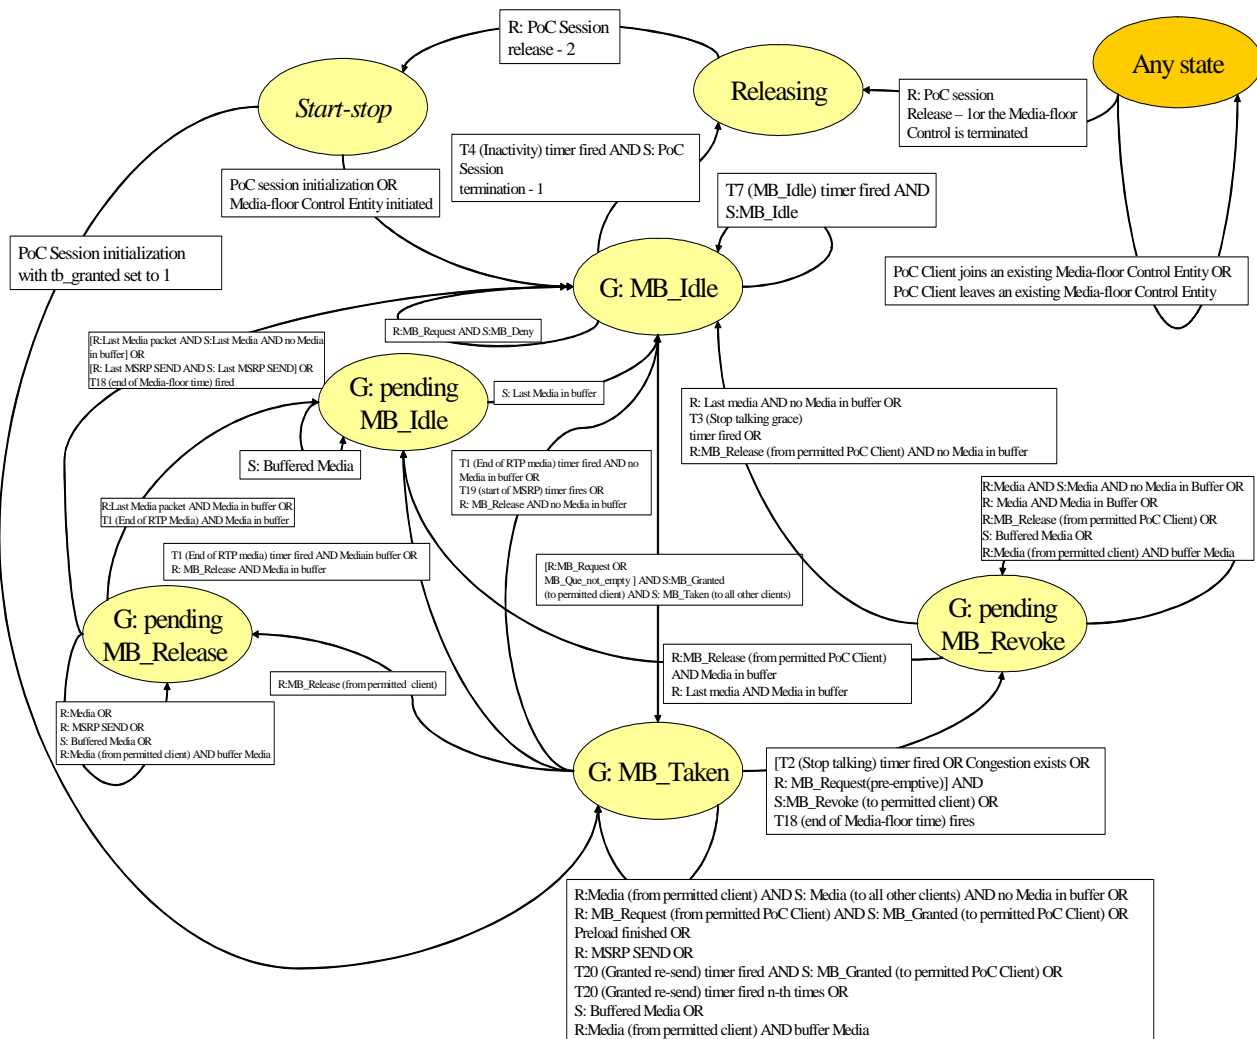 R: PoC Session
release - 2
Any state
Start-stop
Releasing
R: PoC session
Release – 1or the Media-floor
Control is terminated
T4 (Inactivity) timer fired AND S: PoC
Session
termination - 1
PoC session initialization OR
Media-floor Control Entity initiated
T7 (MB_Idle) timer fired AND
S:MB_Idle
PoC Session initialization
with tb_granted set to 1
PoC Client joins an existing Media-floor Control Entity OR
PoC Client leaves an existing Media-floor Control Entity
G: MB_Idle
R:MB_Request AND S:MB_Deny
[R:Last Media packet AND S:Last Media AND no Media
in buffer] OR
[R: Last MSRP SEND AND S: Last MSRP SEND] OR
T18 (end of Media-floor time) fired
G: pending
MB_Idle
S: Last Media in buffer
R: Last media AND no Media in buffer OR
T3 (Stop talking grace)
timer fired OR
R:MB_Release (from permitted PoC Client) AND no Media in buffer
S: Buffered Media
T1 (End of RTP media) timer fired AND no
Media in buffer OR
T19 (start of MSRP) timer fires OR
R: MB_Release AND no Media in buffer
R:Media AND S:Media AND no Media in Buffer OR
R: Media AND Media in Buffer OR
R:MB_Release (from permitted PoC Client) OR
S: Buffered Media OR
R:Media (from permitted client) AND buffer Media
R:Last Media packet AND Media in buffer OR
T1 (End of RTP Media) AND Media in buffer
T1 (End of RTP media) timer fired AND Mediain buffer OR
R: MB_Release AND Media in buffer
[R:MB_Request OR
MB_Que_not_empty ] AND S:MB_Granted
(to permitted client) AND S: MB_Taken (to all other clients)
G: pending
MB_Release
G: pending
MB_Revoke
R:MB_Release (from permitted PoC Client)
AND Media in buffer
R: Last media AND Media in buffer
R:MB_Release (from permitted  client)
R:Media OR
R: MSRP SEND OR
S: Buffered Media OR
R:Media (from permitted client) AND buffer Media
G: MB_Taken
[T2 (Stop talking) timer fired OR Congestion exists OR
R: MB_Request(pre-emptive)] AND
S:MB_Revoke (to permitted client) OR
T18 (end of Media-floor time) fires
R:Media (from permitted client) AND S: Media (to all other clients) AND no Media in buffer OR
R: MB_Request (from permitted PoC Client) AND S: MB_Granted (to permitted PoC Client) OR
Preload finished OR
R: MSRP SEND OR
T20 (Granted re-send) timer fired AND S: MB_Granted (to permitted PoC Client) OR
T20 (Granted re-send) timer fired n-th times OR
S: Buffered Media OR
R:Media (from permitted client) AND buffer Media